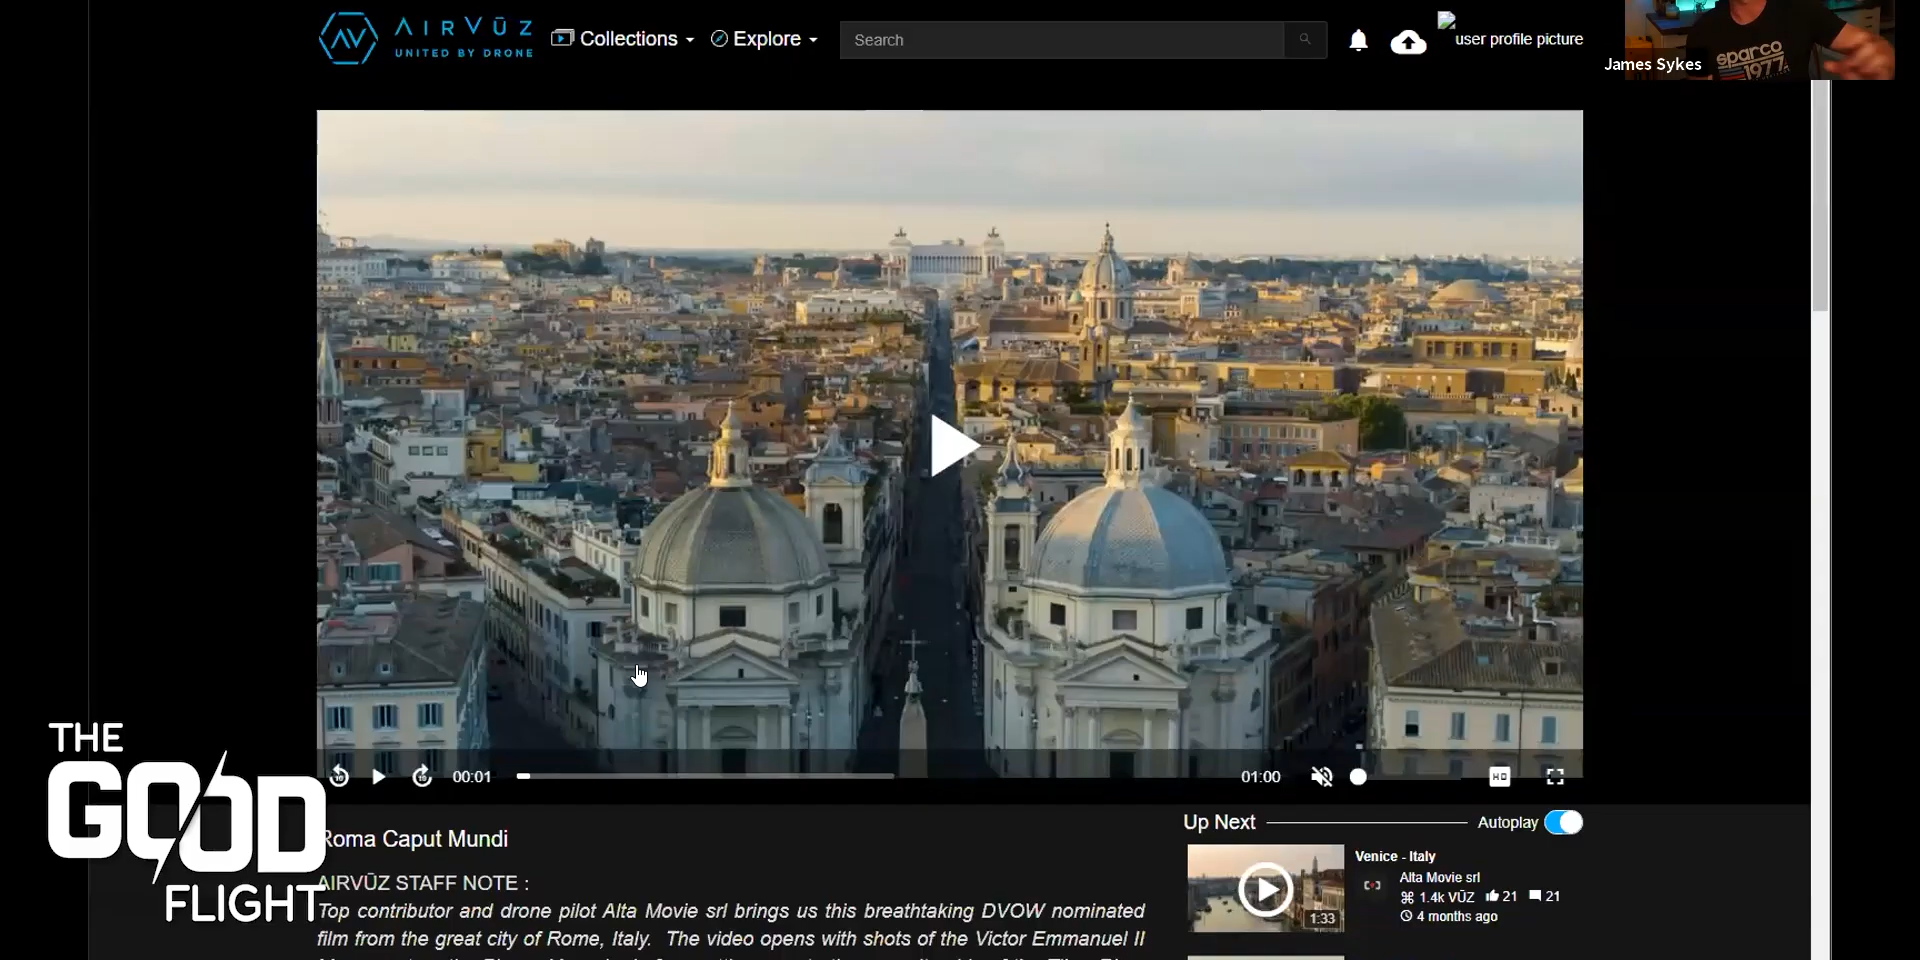 AIRVŪZ
UNITED BY DRONE
Collections
Explore
Search
user profile picture
sparco
1977
James Sykes
00:01
01:00
HD
THE
GOOD
FLIGHT
Roma Caput Mundi
AIRVŪZ STAFF NOTE :
Top contributor and drone pilot Alta Movie srl brings us this breathtaking DVOW nominated
film from the great city of Rome, Italy. The video opens with shots of the Victor Emmanuel II
Up Next
Autoplay
1:33
Venice - Italy
Alta Movie srl
1.4k VŪZ 21 21
4 months ago